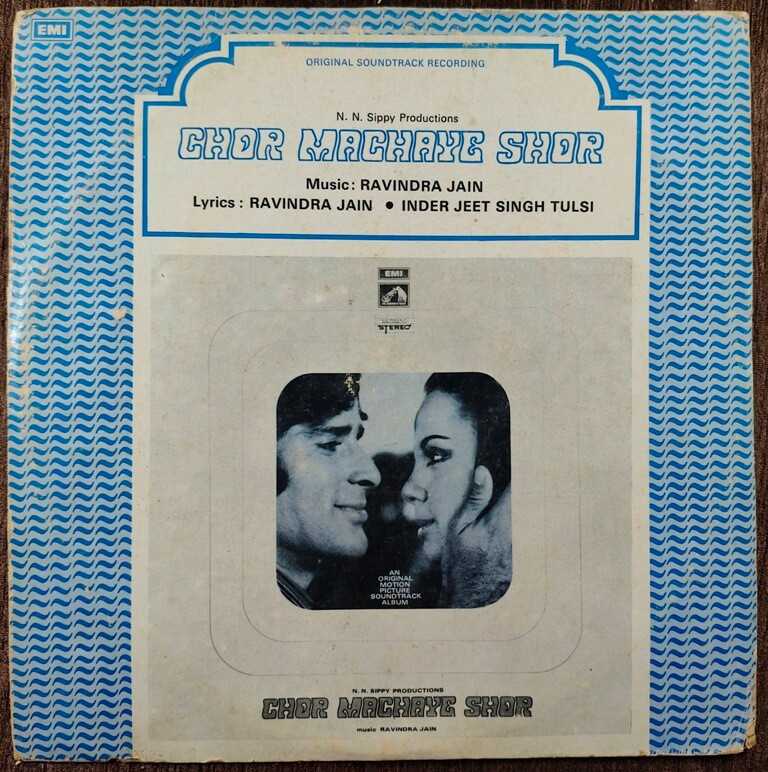 EMI
ORIGINAL SOUNDTRACK RECORDING
N. N. Sippy Productions
CHOR MACHAYE SHOR
Music: RAVINDRA JAIN
Lyrics: RAVINDRA JAIN • INDER JEET SINGH TULSI
EMI
STEREO
AN
ORIGINAL
MOTION
PICTURE
SOUNDTRACK
ALBUM
N. N. SIPPY PRODUCTIONS
CHOR MACHAYE SHOR
music RAVINDRA JAIN